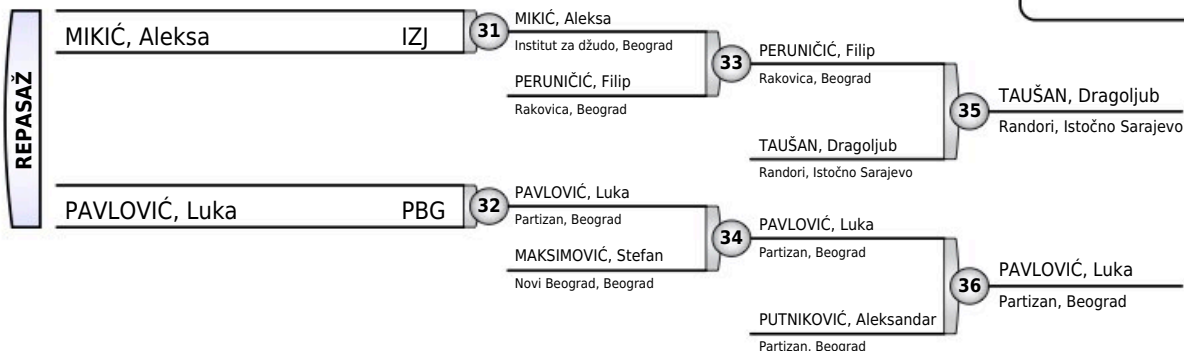 REPASAŽ
MIKIĆ, Aleksa IZJ
31
MIKIĆ, Aleksa
Institut za džudo, Beograd
PERUNIČIĆ, Filip
Rakovica, Beograd
33
PERUNIČIĆ, Filip
Rakovica, Beograd
TAUŠAN, Dragoljub
Randori, Istočno Sarajevo
35
TAUŠAN, Dragoljub
Randori, Istočno Sarajevo
PAVLOVIĆ, Luka PBG
32
PAVLOVIĆ, Luka
Partizan, Beograd
MAKSIMOVIĆ, Stefan
Novi Beograd, Beograd
34
PAVLOVIĆ, Luka
Partizan, Beograd
PUTNIKOVIĆ, Aleksandar
Partizan, Beograd
36
PAVLOVIĆ, Luka
Partizan, Beograd